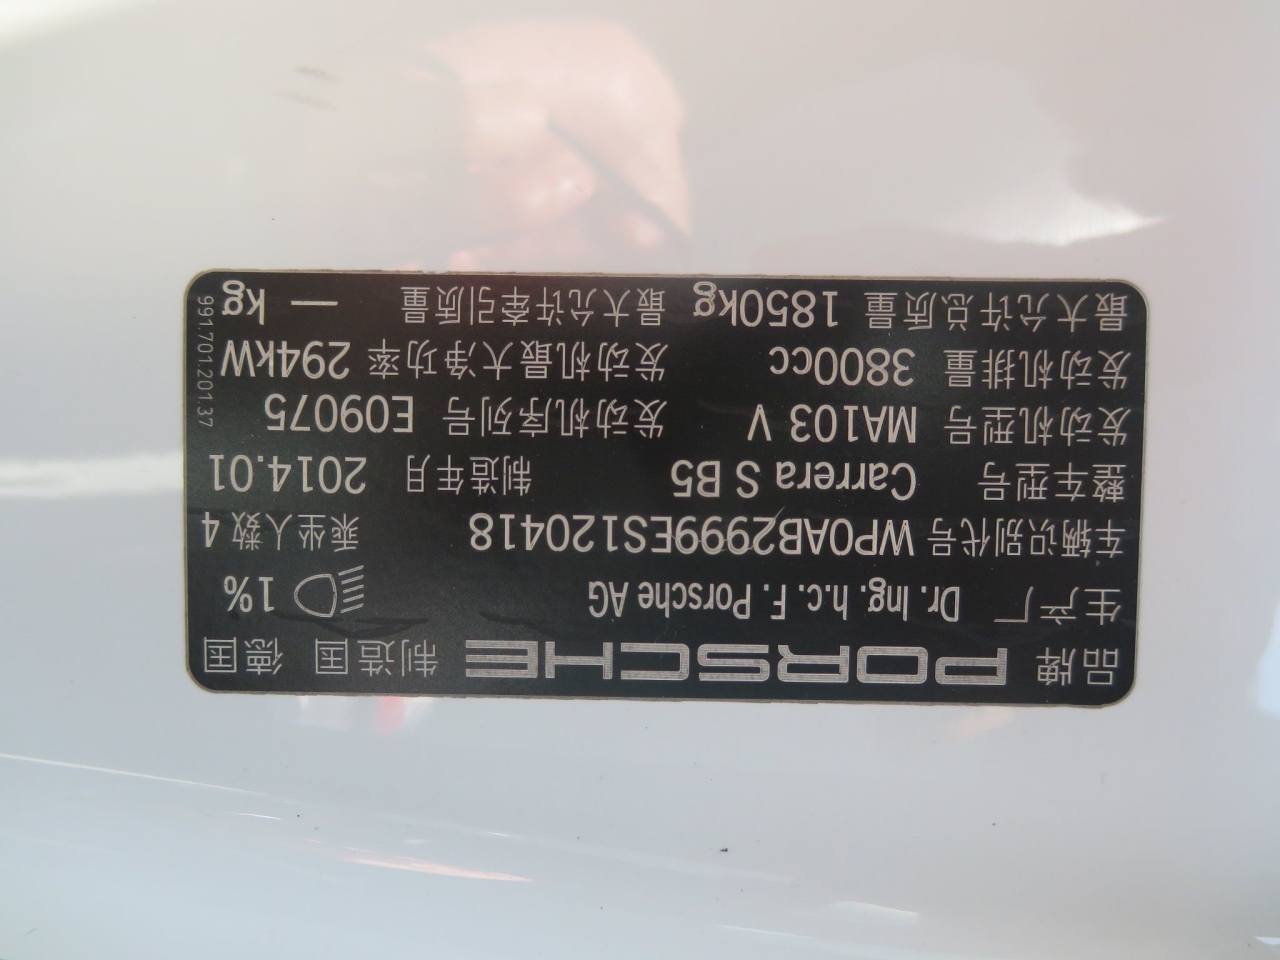 品牌 PORSCHE 制造国 德国
生产厂 Dr. Ing. h.c. F. Porsche AG 1%
车辆识别代号 WP0AB2999ES120418 乘坐人数 4
整车型号 Carrera S B5 制造年月 2014.01
发动机型号 MA103 V 发动机序列号 E09075
发动机排量 3800cc 发动机最大净功率 294kW
最大允许总质量 1850kg 最大允许牵引质量 — kg
991.701.201.37